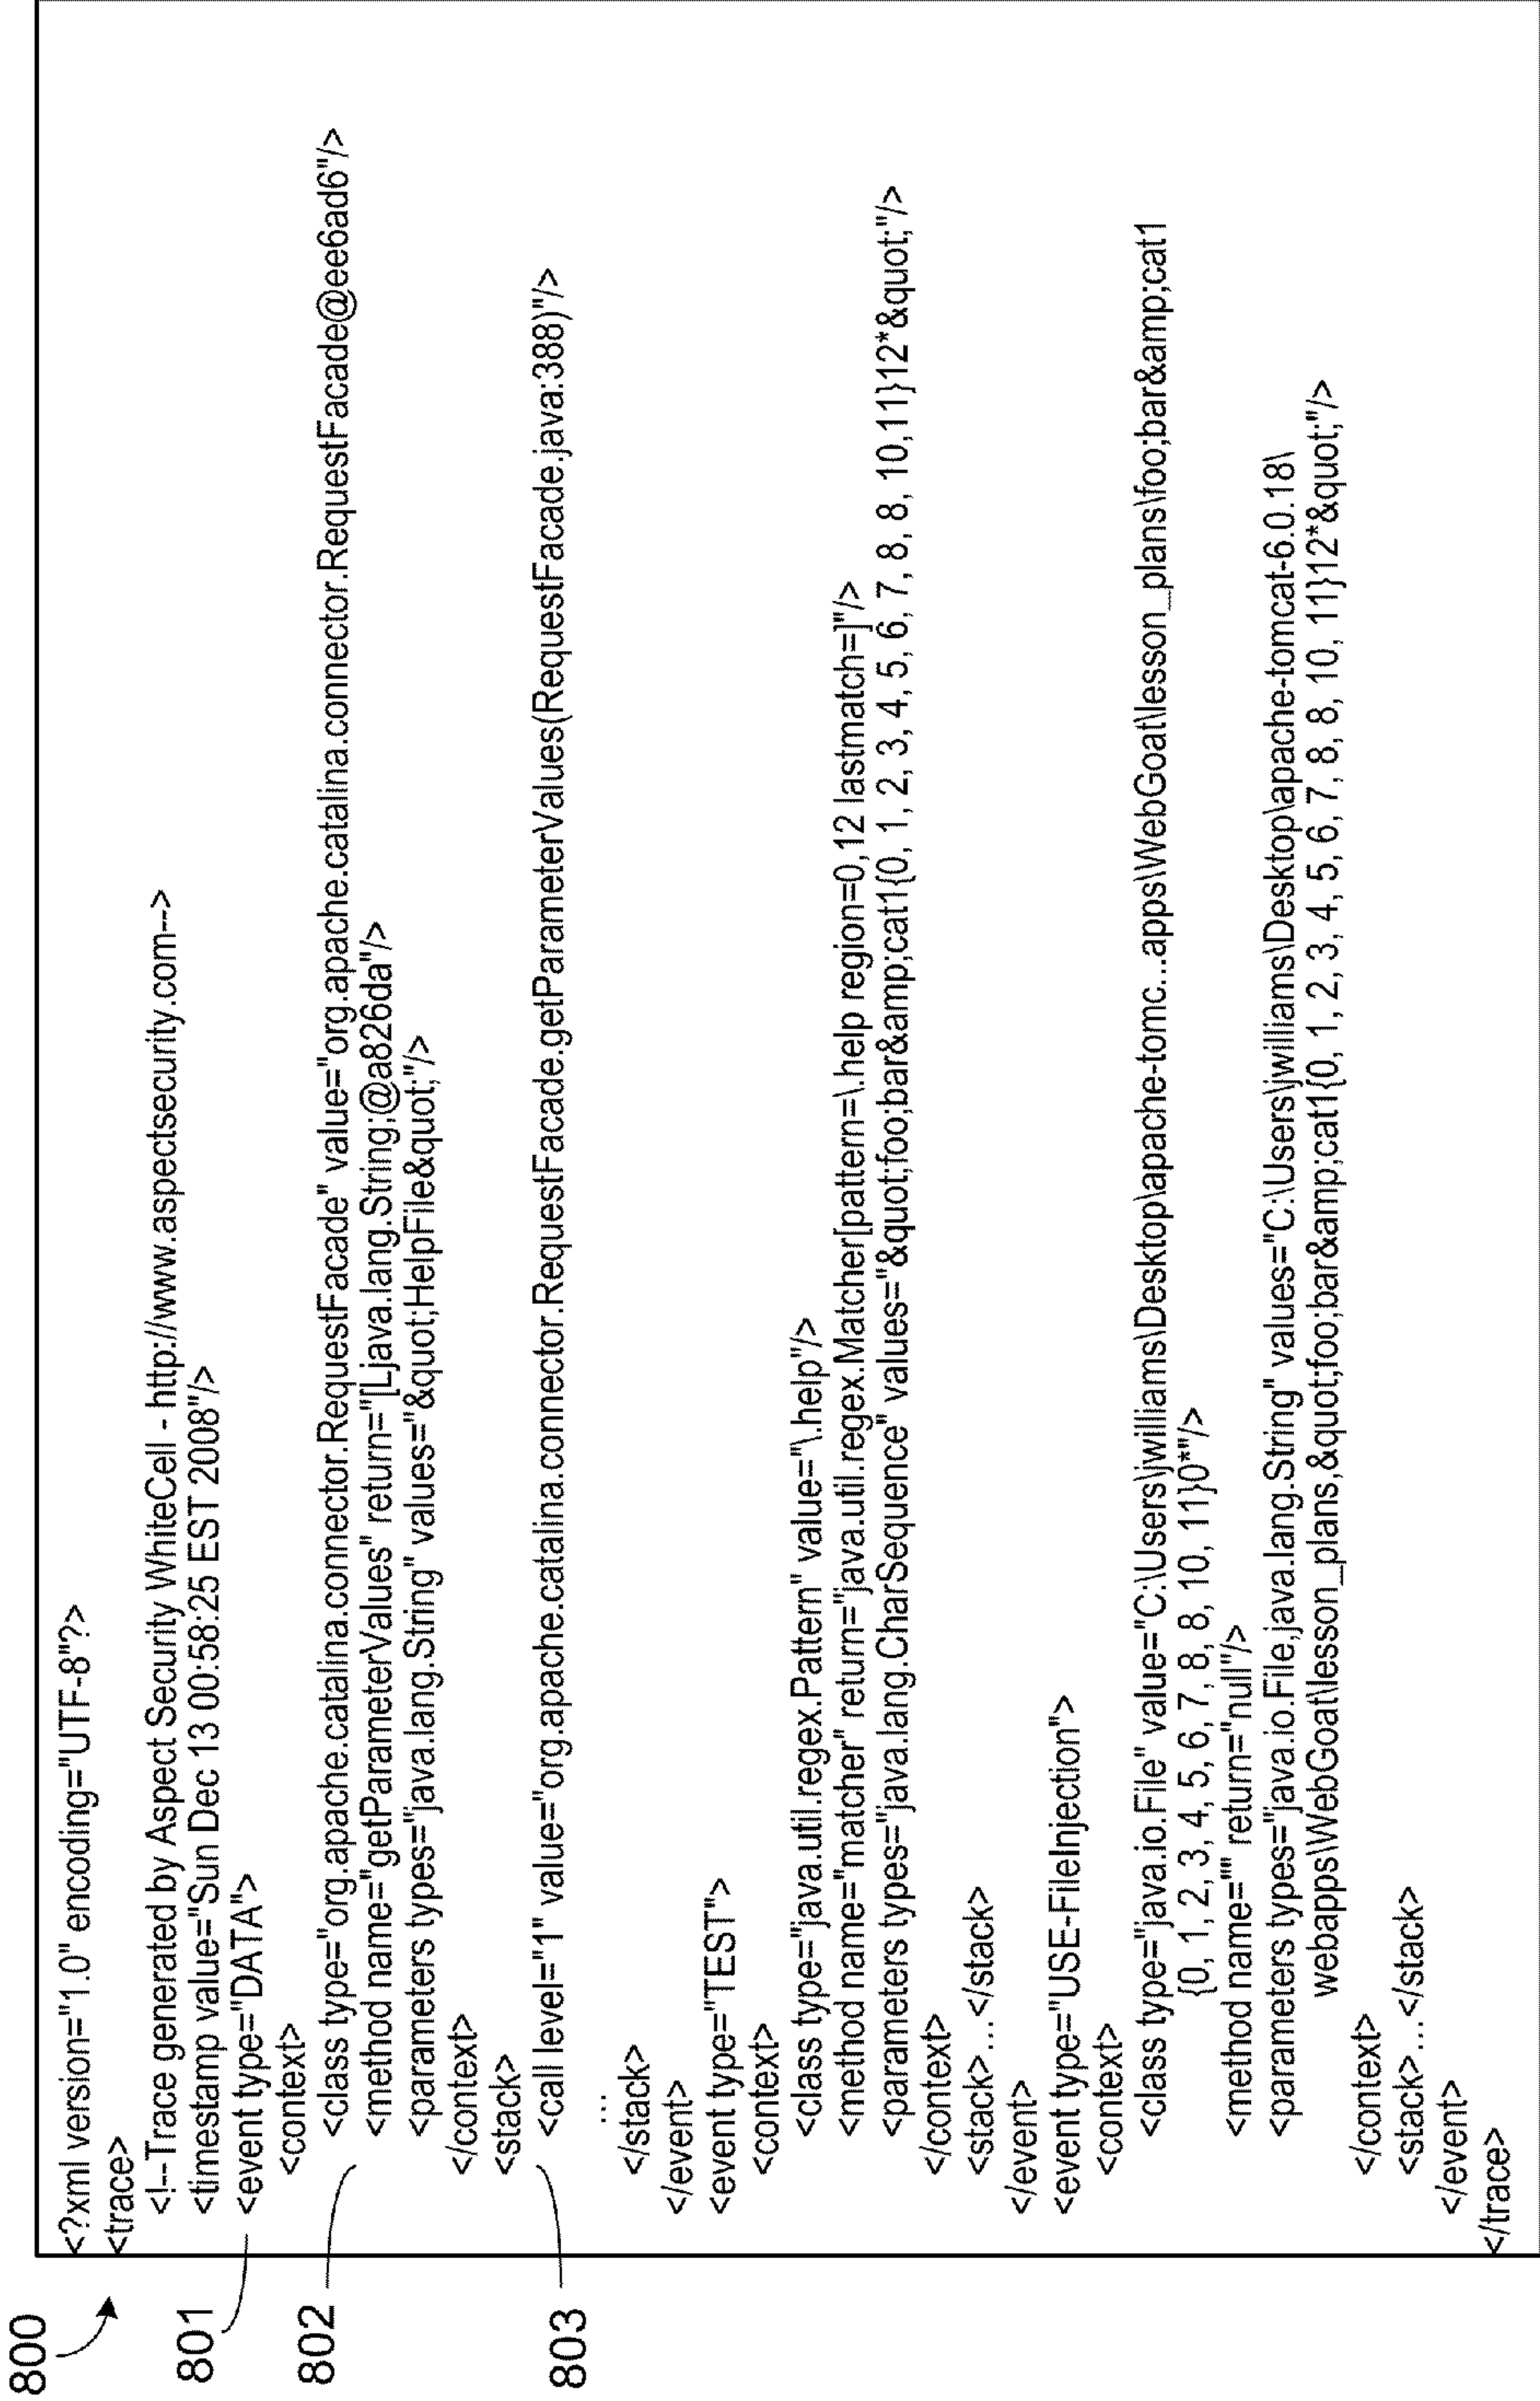 800
<?xml version="1.0" encoding="UTF-8"?>
<trace>
<!--Trace generated by Aspect Security WhiteCell - http://www.aspectsecurity.com-->
<timestamp value="Sun Dec 13 00:58:25 EST 2008"/>
801
<event type="DATA">
<context>
802
<class type="org.apache.catalina.connector.RequestFacade" value="org.apache.catalina.connector.RequestFacade@ee6ad6"/>
<method name="getParameterValues" return="[Ljava.lang.String;@a826da"/>
<parameters types="java.lang.String" values="&quot;HelpFile&quot;"/>
</context>
<stack>
803
<call level="1" value="org.apache.catalina.connector.RequestFacade.getParameterValues(RequestFacade.java:388)"/>
...
</stack>
</event>
<event type="TEST">
<context>
<class type="java.util.regex.Pattern" value="\.help"/>
<method name="matcher" return="java.util.regex.Matcher[pattern=\.help region=0,12 lastmatch=]"/>
<parameters types="java.lang.CharSequence" values="&quot;foo;bar&amp;cat1{0, 1, 2, 3, 4, 5, 6, 7, 8, 8, 10,11}12*&quot;"/>
</context>
<stack>...</stack>
</event>
<event type="USE-FileInjection">
<context>
<class type="java.io.File" value="C:\Users\jwilliams\Desktop\apache-tomc...apps\WebGoat\lesson_plans\foo;bar&amp;cat1
{0, 1, 2, 3, 4, 5, 6, 7, 8, 8, 10, 11}0*"/>
<method name="" return="null"/>
<parameters types="java.io.File,java.lang.String" values="C:\Users\jwilliams\Desktop\apache-tomcat-6.0.18\
webapps\WebGoat\lesson_plans,&quot;foo;bar&amp;cat1{0, 1, 2, 3, 4, 5, 6, 7, 8, 8, 10, 11}12*&quot;"/>
</context>
<stack>...</stack>
</event>
</trace>